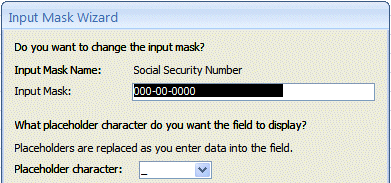 Input Mask Wizard
Do you want to change the input mask?
Input Mask Name: Social Security Number
Input Mask: 000-00-0000
What placeholder character do you want the field to display?
Placeholders are replaced as you enter data into the field.
Placeholder character: _